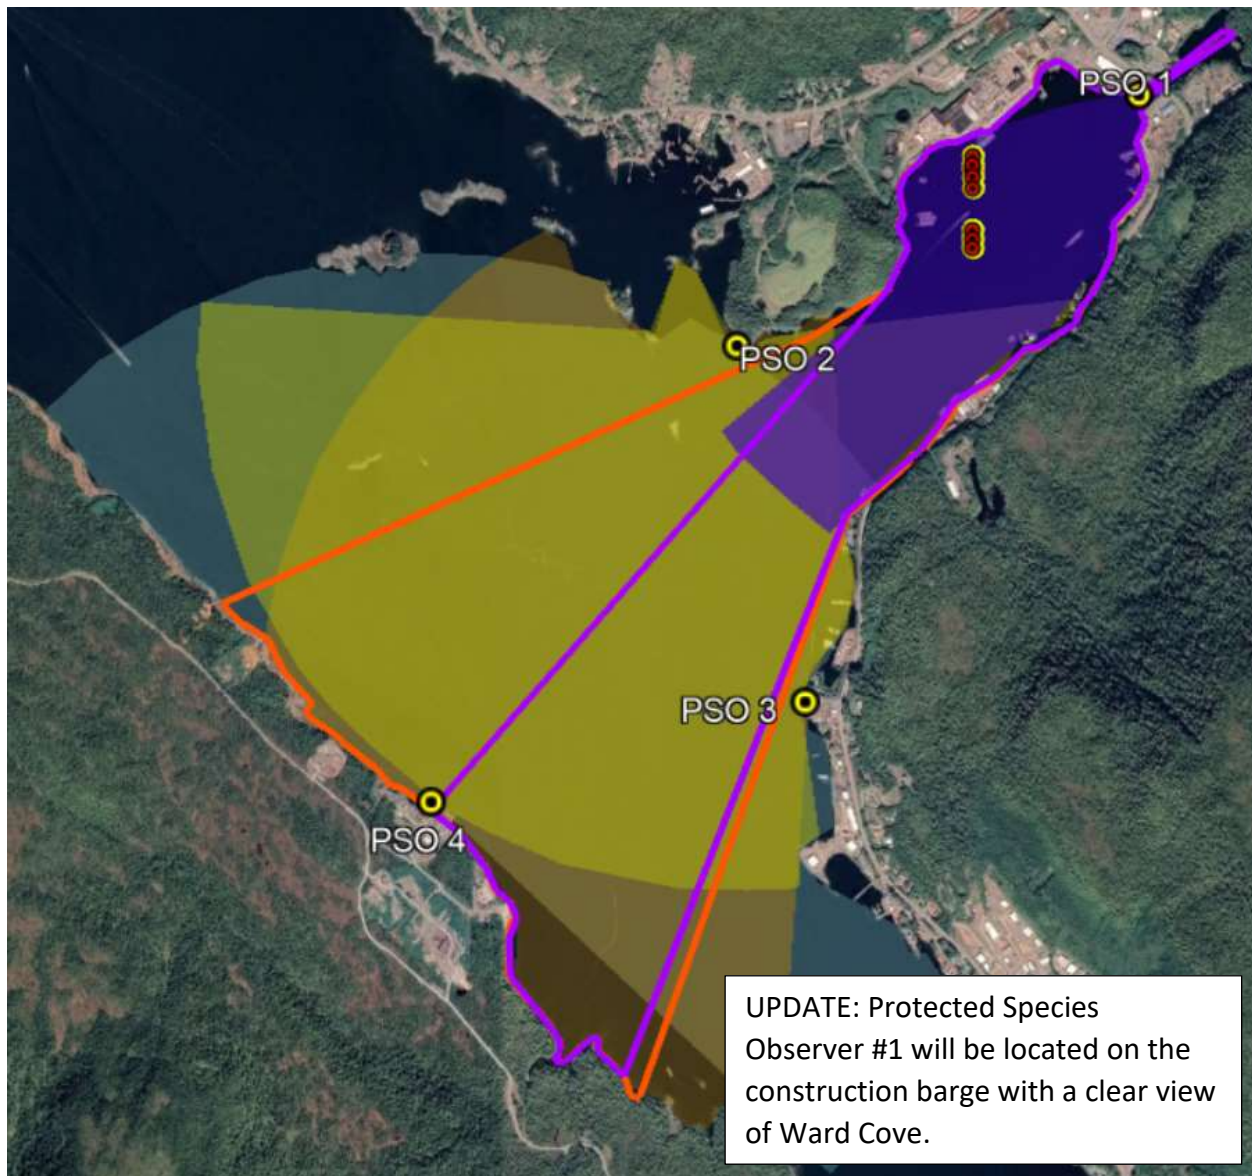 PSO 1
PSO 2
PSO 3
PSO 4
UPDATE: Protected Species
Observer #1 will be located on the
construction barge with a clear view
of Ward Cove.